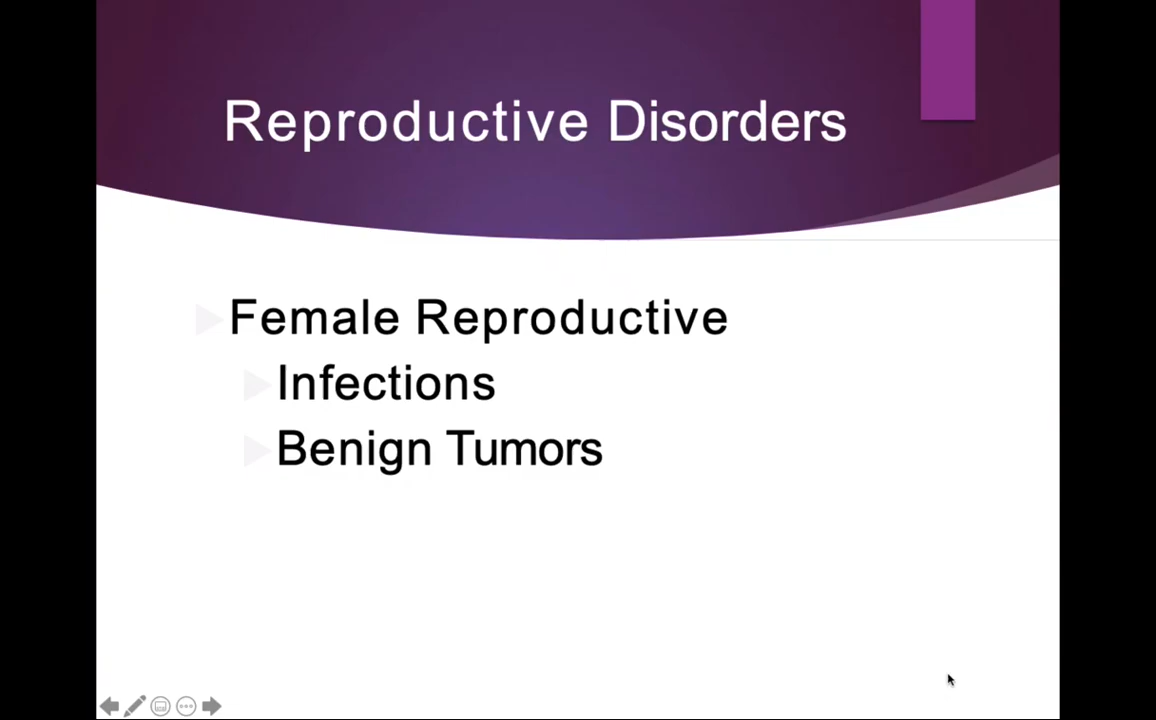 Reproductive Disorders
Female Reproductive
Infections
Benign Tumors